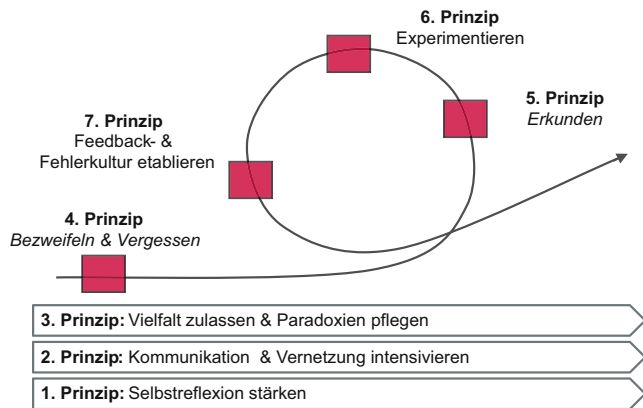 6. Prinzip
Experimentieren
5. Prinzip
Erkunden
7. Prinzip
Feedback- &
Fehlerkultur etablieren
4. Prinzip
Bezweifeln & Vergessen
3. Prinzip: Vielfalt zulassen & Paradoxien pflegen
2. Prinzip: Kommunikation & Vernetzung intensivieren
1. Prinzip: Selbstreflexion stärken